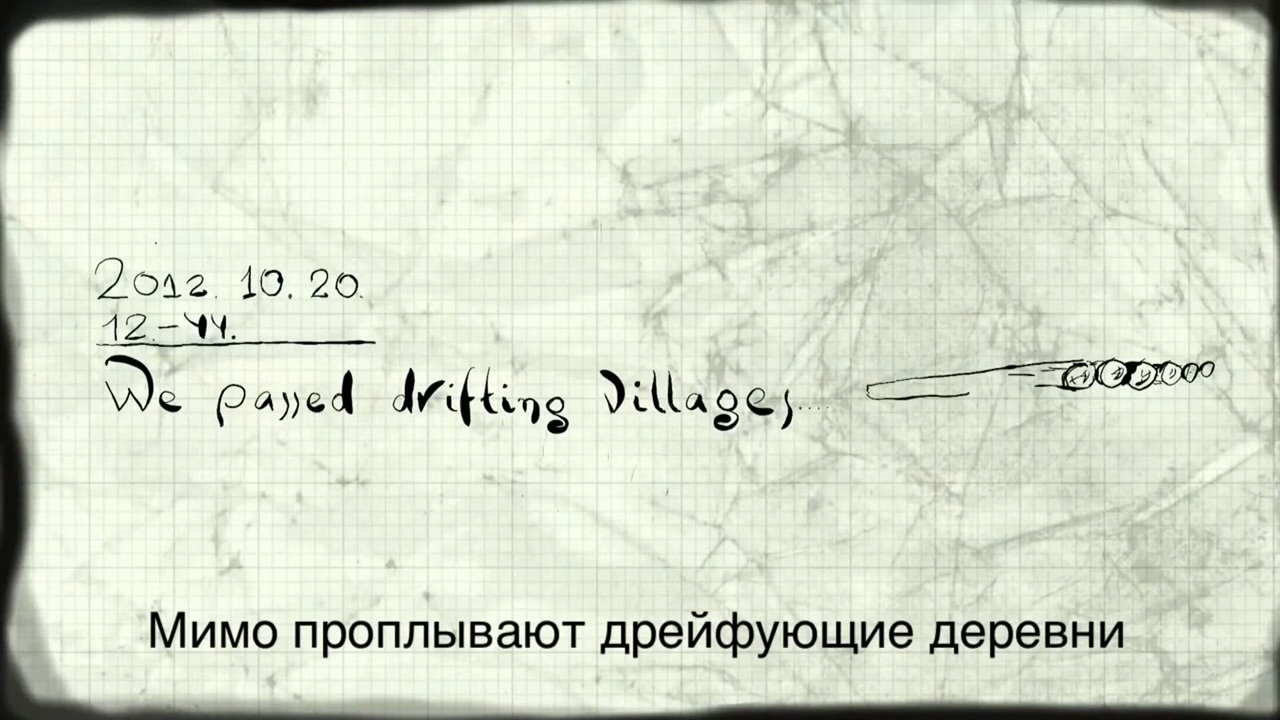 2012. 10. 20.
12.-44.
We passed drifting villages....
Мимо проплывают дрейфующие деревни